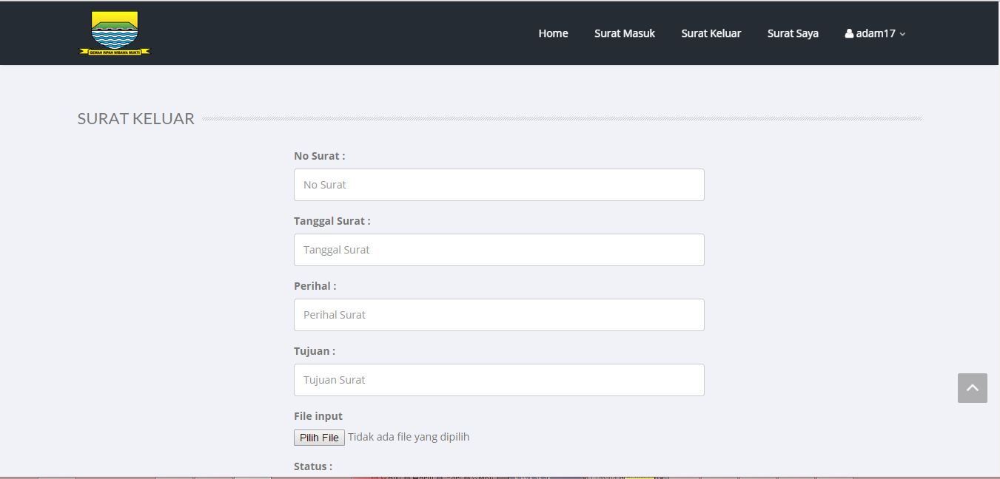 GEMAH RIPAH WIBAWA MUKTI
Home Surat Masuk Surat Keluar Surat Saya adam17
SURAT KELUAR
No Surat :
No Surat
Tanggal Surat :
Tanggal Surat
Perihal :
Perihal Surat
Tujuan :
Tujuan Surat
File input
Pilih File Tidak ada file yang dipilih
Status :